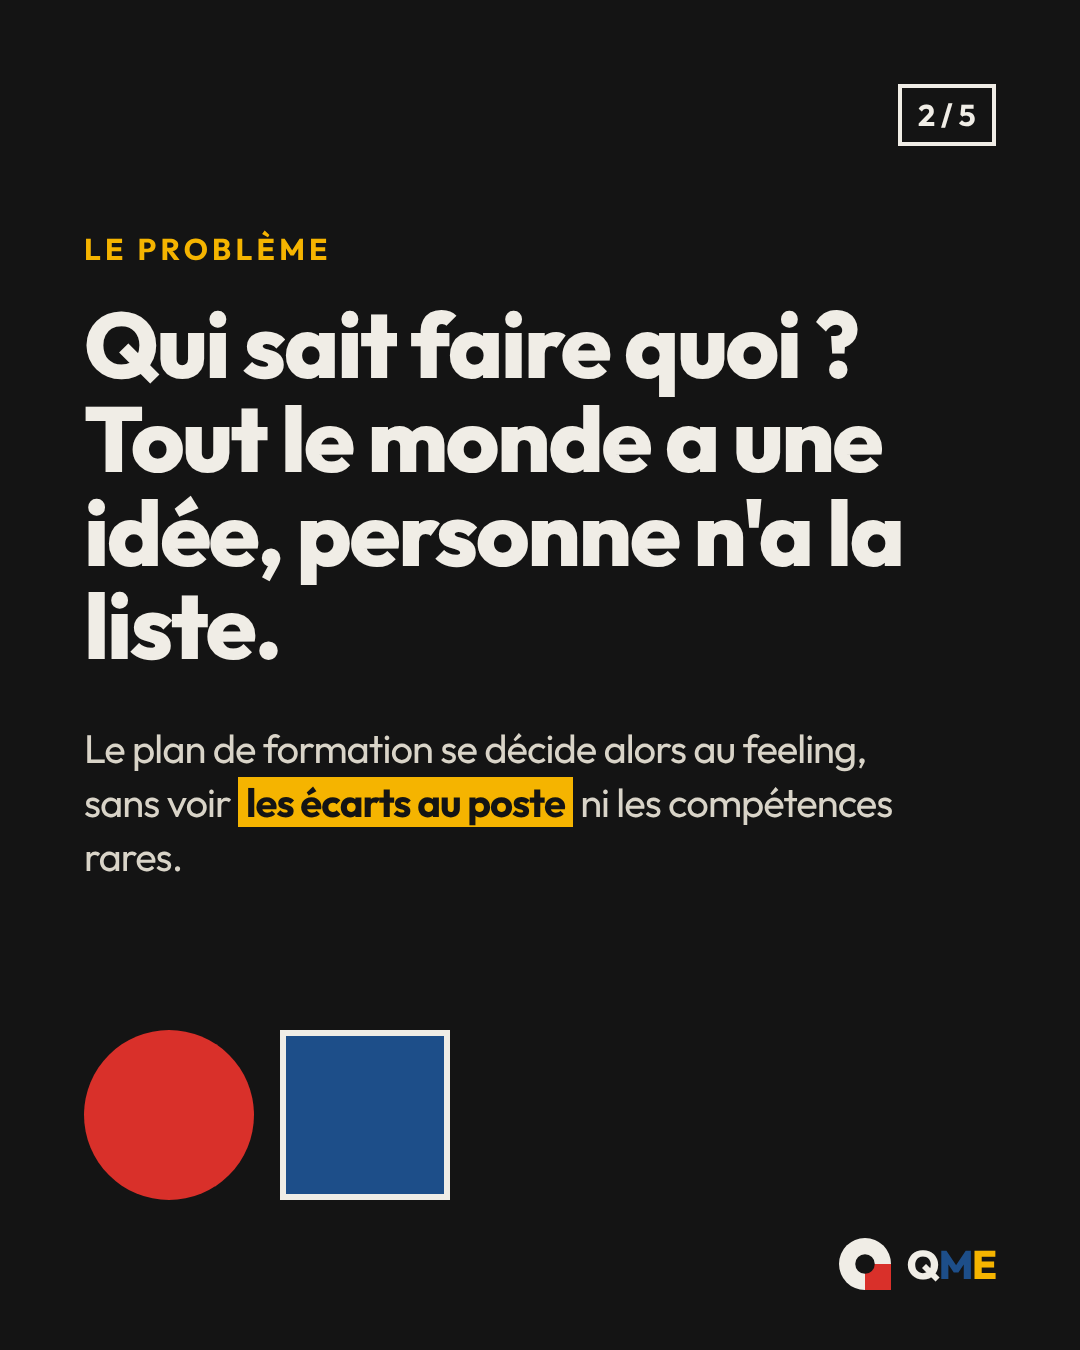 2 / 5
LE PROBLÈME
Qui sait faire quoi ?
Tout le monde a une
idée, personne n'a la
liste.
Le plan de formation se décide alors au feeling,
sans voir les écarts au poste ni les compétences
rares.
QME